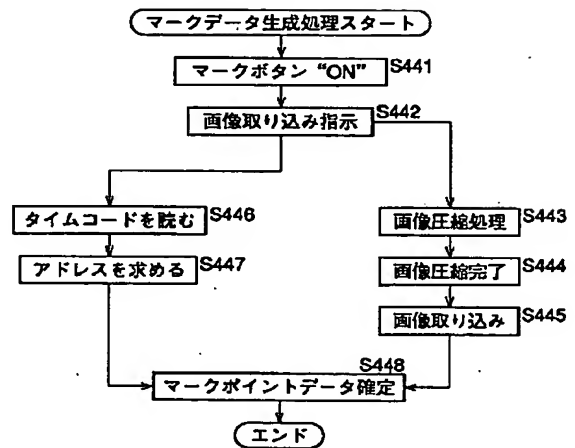 マークデータ生成処理スタート
マークボタン “ON”
S441
画像取り込み指示
S442
タイムコードを読む
S446
アドレスを求める
S447
画像圧縮処理
S443
画像圧縮完了
S444
画像取り込み
S445
S448
マークポイントデータ確定
エンド